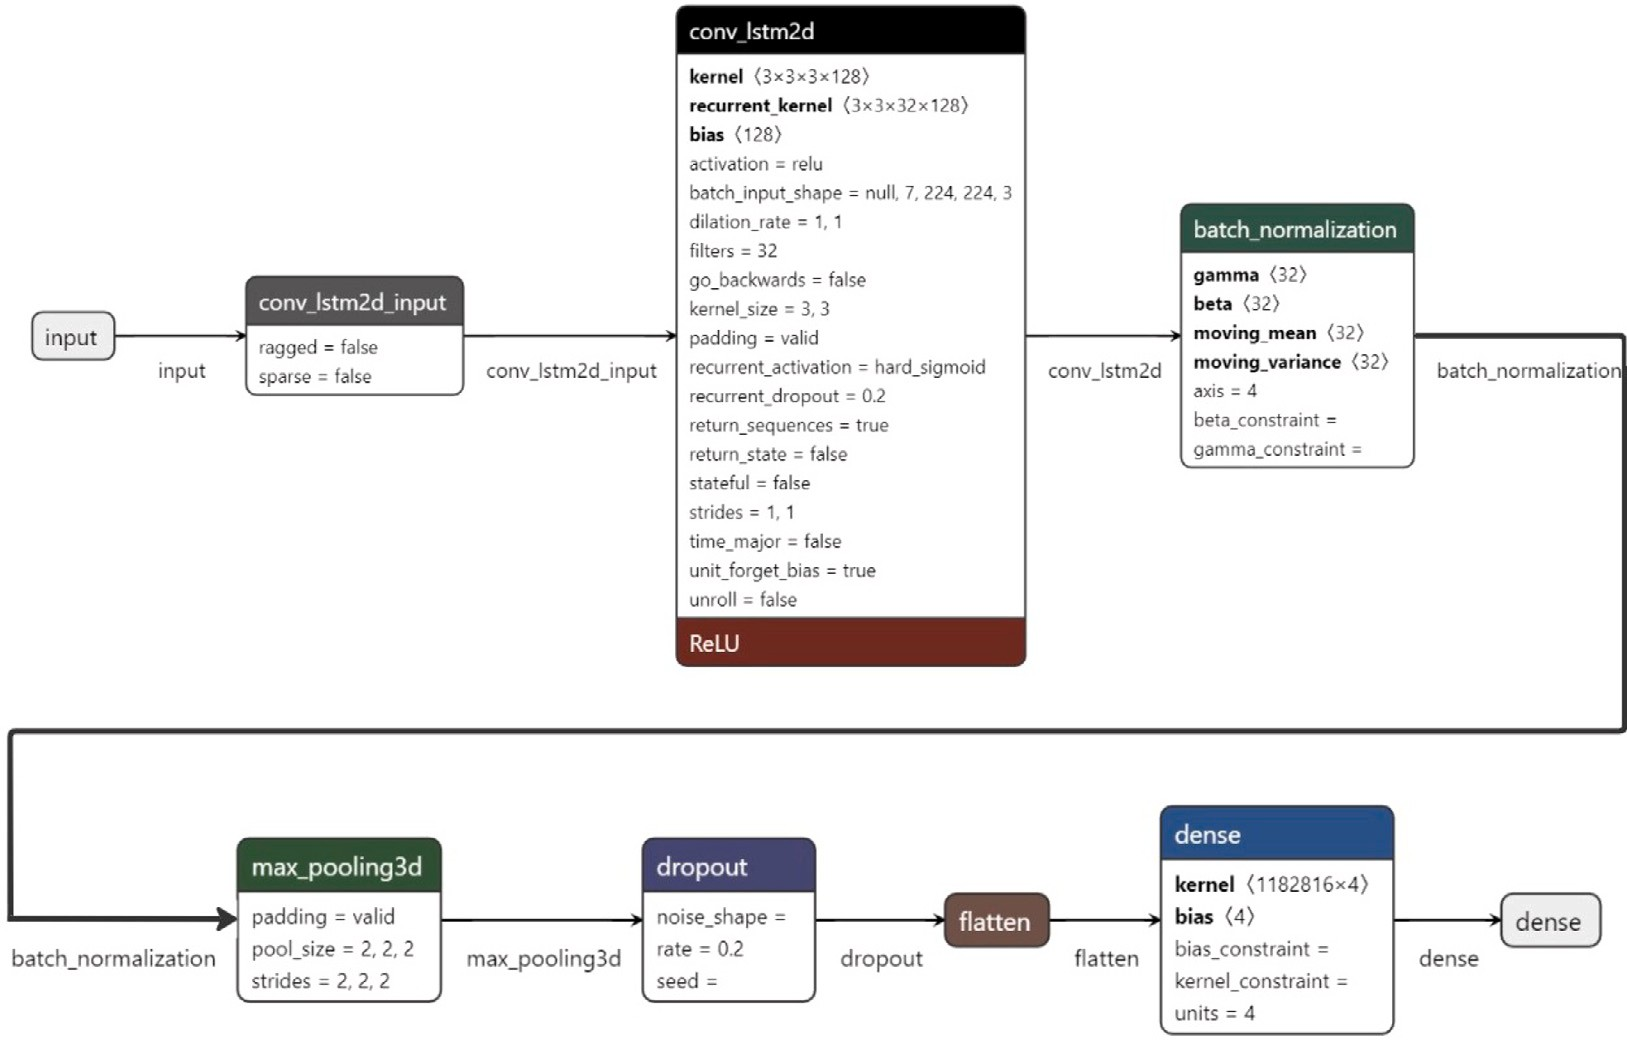 input
input
conv_lstm2d_input
ragged = false
sparse = false
conv_lstm2d_input
conv_lstm2d
kernel ⟨3×3×3×128⟩
recurrent_kernel ⟨3×3×32×128⟩
bias ⟨128⟩
activation = relu
batch_input_shape = null, 7, 224, 224, 3
dilation_rate = 1, 1
filters = 32
go_backwards = false
kernel_size = 3, 3
padding = valid
recurrent_activation = hard_sigmoid
recurrent_dropout = 0.2
return_sequences = true
return_state = false
stateful = false
strides = 1, 1
time_major = false
unit_forget_bias = true
unroll = false
ReLU
conv_lstm2d
batch_normalization
gamma ⟨32⟩
beta ⟨32⟩
moving_mean ⟨32⟩
moving_variance ⟨32⟩
axis = 4
beta_constraint =
gamma_constraint =
batch_normalization
batch_normalization
max_pooling3d
padding = valid
pool_size = 2, 2, 2
strides = 2, 2, 2
max_pooling3d
dropout
noise_shape =
rate = 0.2
seed =
dropout
flatten
flatten
dense
kernel ⟨1182816×4⟩
bias ⟨4⟩
bias_constraint =
kernel_constraint =
units = 4
dense
dense